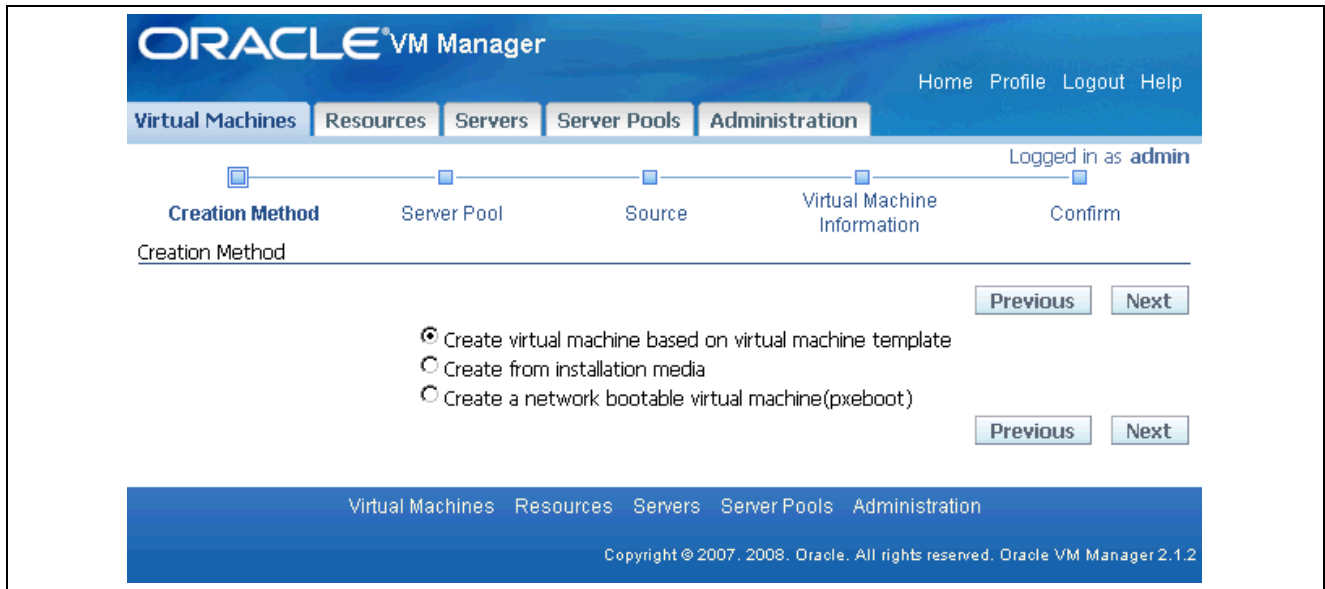 ORACLE VM Manager
Home Profile Logout Help
Virtual Machines Resources Servers Server Pools Administration
Logged in as admin
Creation Method Server Pool Source Virtual Machine Information Confirm
Creation Method
Previous Next
Create virtual machine based on virtual machine template
Create from installation media
Create a network bootable virtual machine(pxeboot)
Previous Next
Virtual Machines Resources Servers Server Pools Administration
Copyright © 2007. 2008. Oracle. All rights reserved. Oracle VM Manager 2.1.2